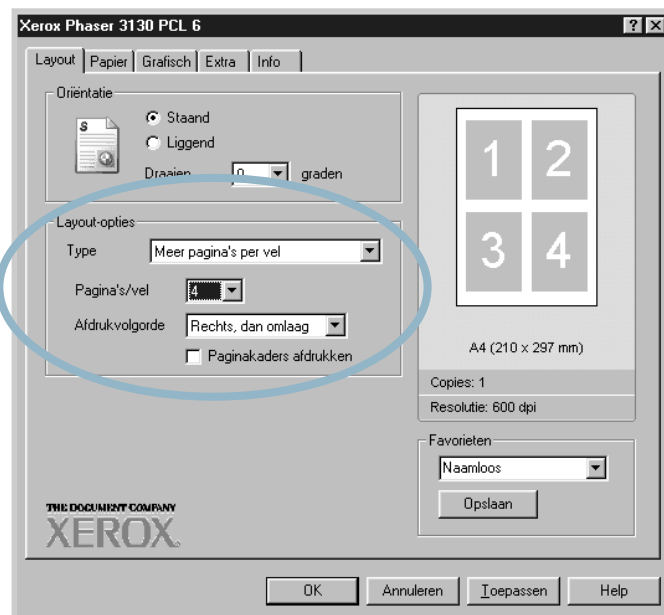 Xerox Phaser 3130 PCL 6
Layout Papier Grafisch Extra Info
Oriëntatie
S
Staand
Liggend
Draaien 0 graden
Layout-opties
Type Meer pagina's per vel
Pagina's/vel 4
Afdrukvolgorde Rechts, dan omlaag
Paginakaders afdrukken
1 2
3 4
A4 (210 x 297 mm)
Copies: 1
Resolutie: 600 dpi
Favorieten
Naamloos
Opslaan
THE DOCUMENT COMPANY
XEROX
OK Annuleren Toepassen Help